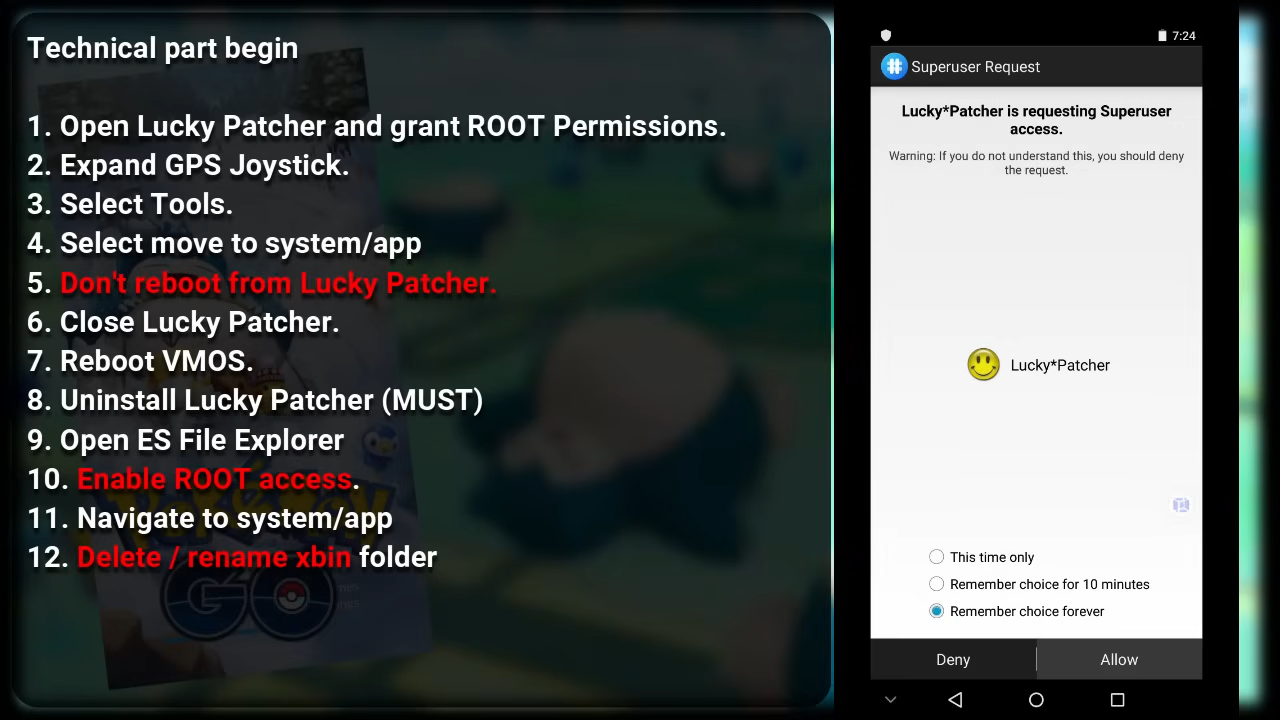 Technical part begin
1. Open Lucky Patcher and grant ROOT Permissions.
2. Expand GPS Joystick.
3. Select Tools.
4. Select move to system/app
5. Don't reboot from Lucky Patcher.
6. Close Lucky Patcher.
7. Reboot VMOS.
8. Uninstall Lucky Patcher (MUST)
9. Open ES File Explorer
10. Enable ROOT access.
11. Navigate to system/app
12. Delete / rename xbin folder
GO
7:24
Superuser Request
Lucky*Patcher is requesting Superuser
access.
Warning: If you do not understand this, you should deny
the request.
Lucky*Patcher
This time only
Remember choice for 10 minutes
Remember choice forever
Deny
Allow